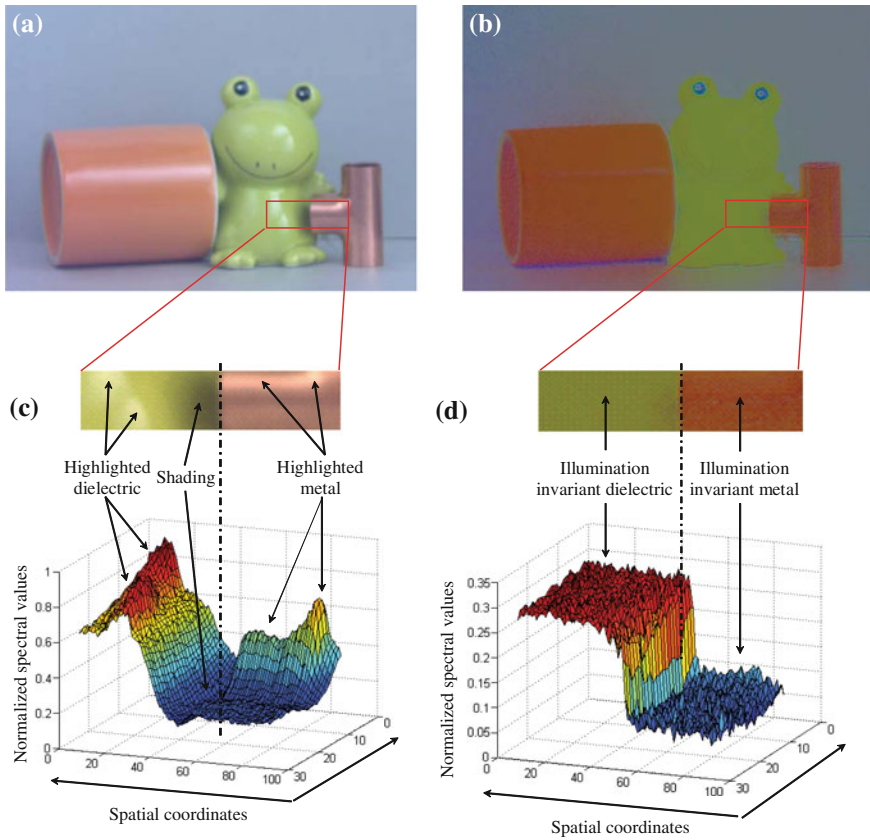 (a)
(b)
(c)
Highlighted
dielectric
Shading
Highlighted
metal
(d)
Illumination
invariant dielectric
Illumination
invariant metal
Normalized spectral values
1
0.8
0.6
0.4
0.2
0
0
20
40
60
80
100
30
20
10
0
Spatial coordinates
Normalized spectral values
0.35
0.3
0.25
0.2
0.15
0.1
0.05
0
0
20
40
60
80
100
30
20
10
0
Spatial coordinates